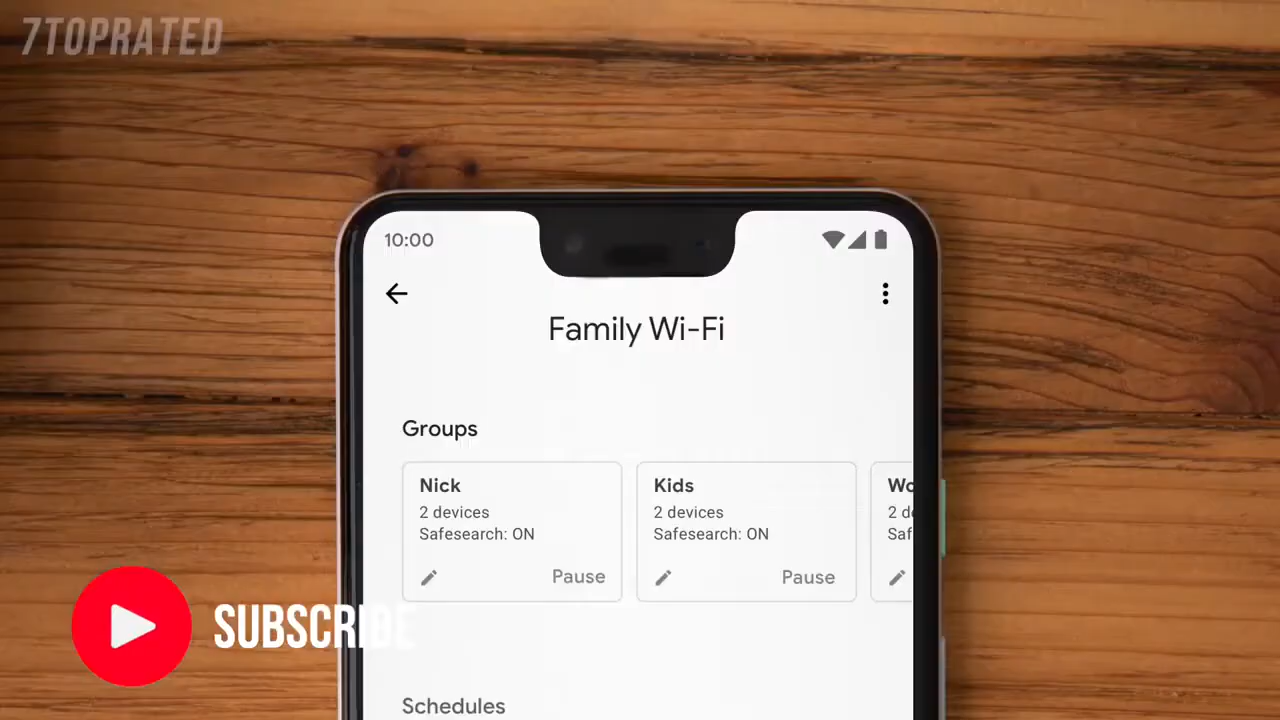 7TOPRATED
10:00
Family Wi-Fi
Groups
Nick
2 devices
Safesearch: ON
Pause
Kids
2 devices
Safesearch: ON
Pause
SUBSCRIBE
Schedules